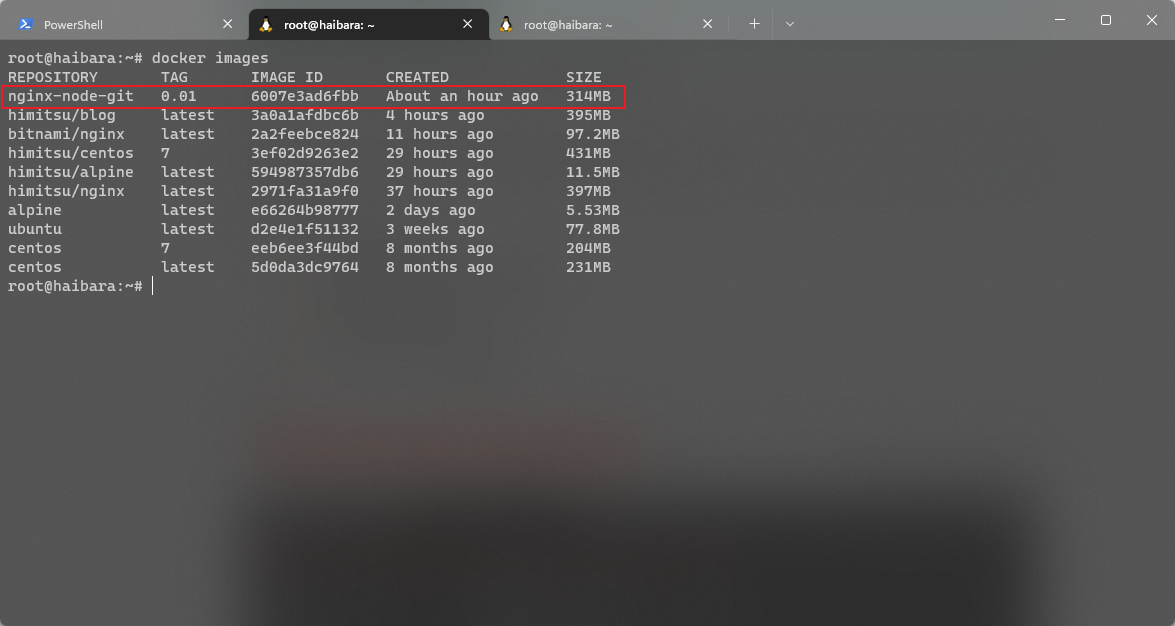 PowerShell
root@haibara: ~
root@haibara: ~
root@haibara:~# docker images
REPOSITORY TAG IMAGE ID CREATED SIZE
nginx-node-git 0.01 6007e3ad6fbb About an hour ago 314MB
himitsu/blog latest 3a0a1afdbc6b 4 hours ago 395MB
bitnami/nginx latest 2a2feebce824 11 hours ago 97.2MB
himitsu/centos 7 3ef02d9263e2 29 hours ago 431MB
himitsu/alpine latest 594987357db6 29 hours ago 11.5MB
himitsu/nginx latest 2971fa31a9f0 37 hours ago 397MB
alpine latest e66264b98777 2 days ago 5.53MB
ubuntu latest d2e4e1f51132 3 weeks ago 77.8MB
centos 7 eeb6ee3f44bd 8 months ago 204MB
centos latest 5d0da3dc9764 8 months ago 231MB
root@haibara:~#